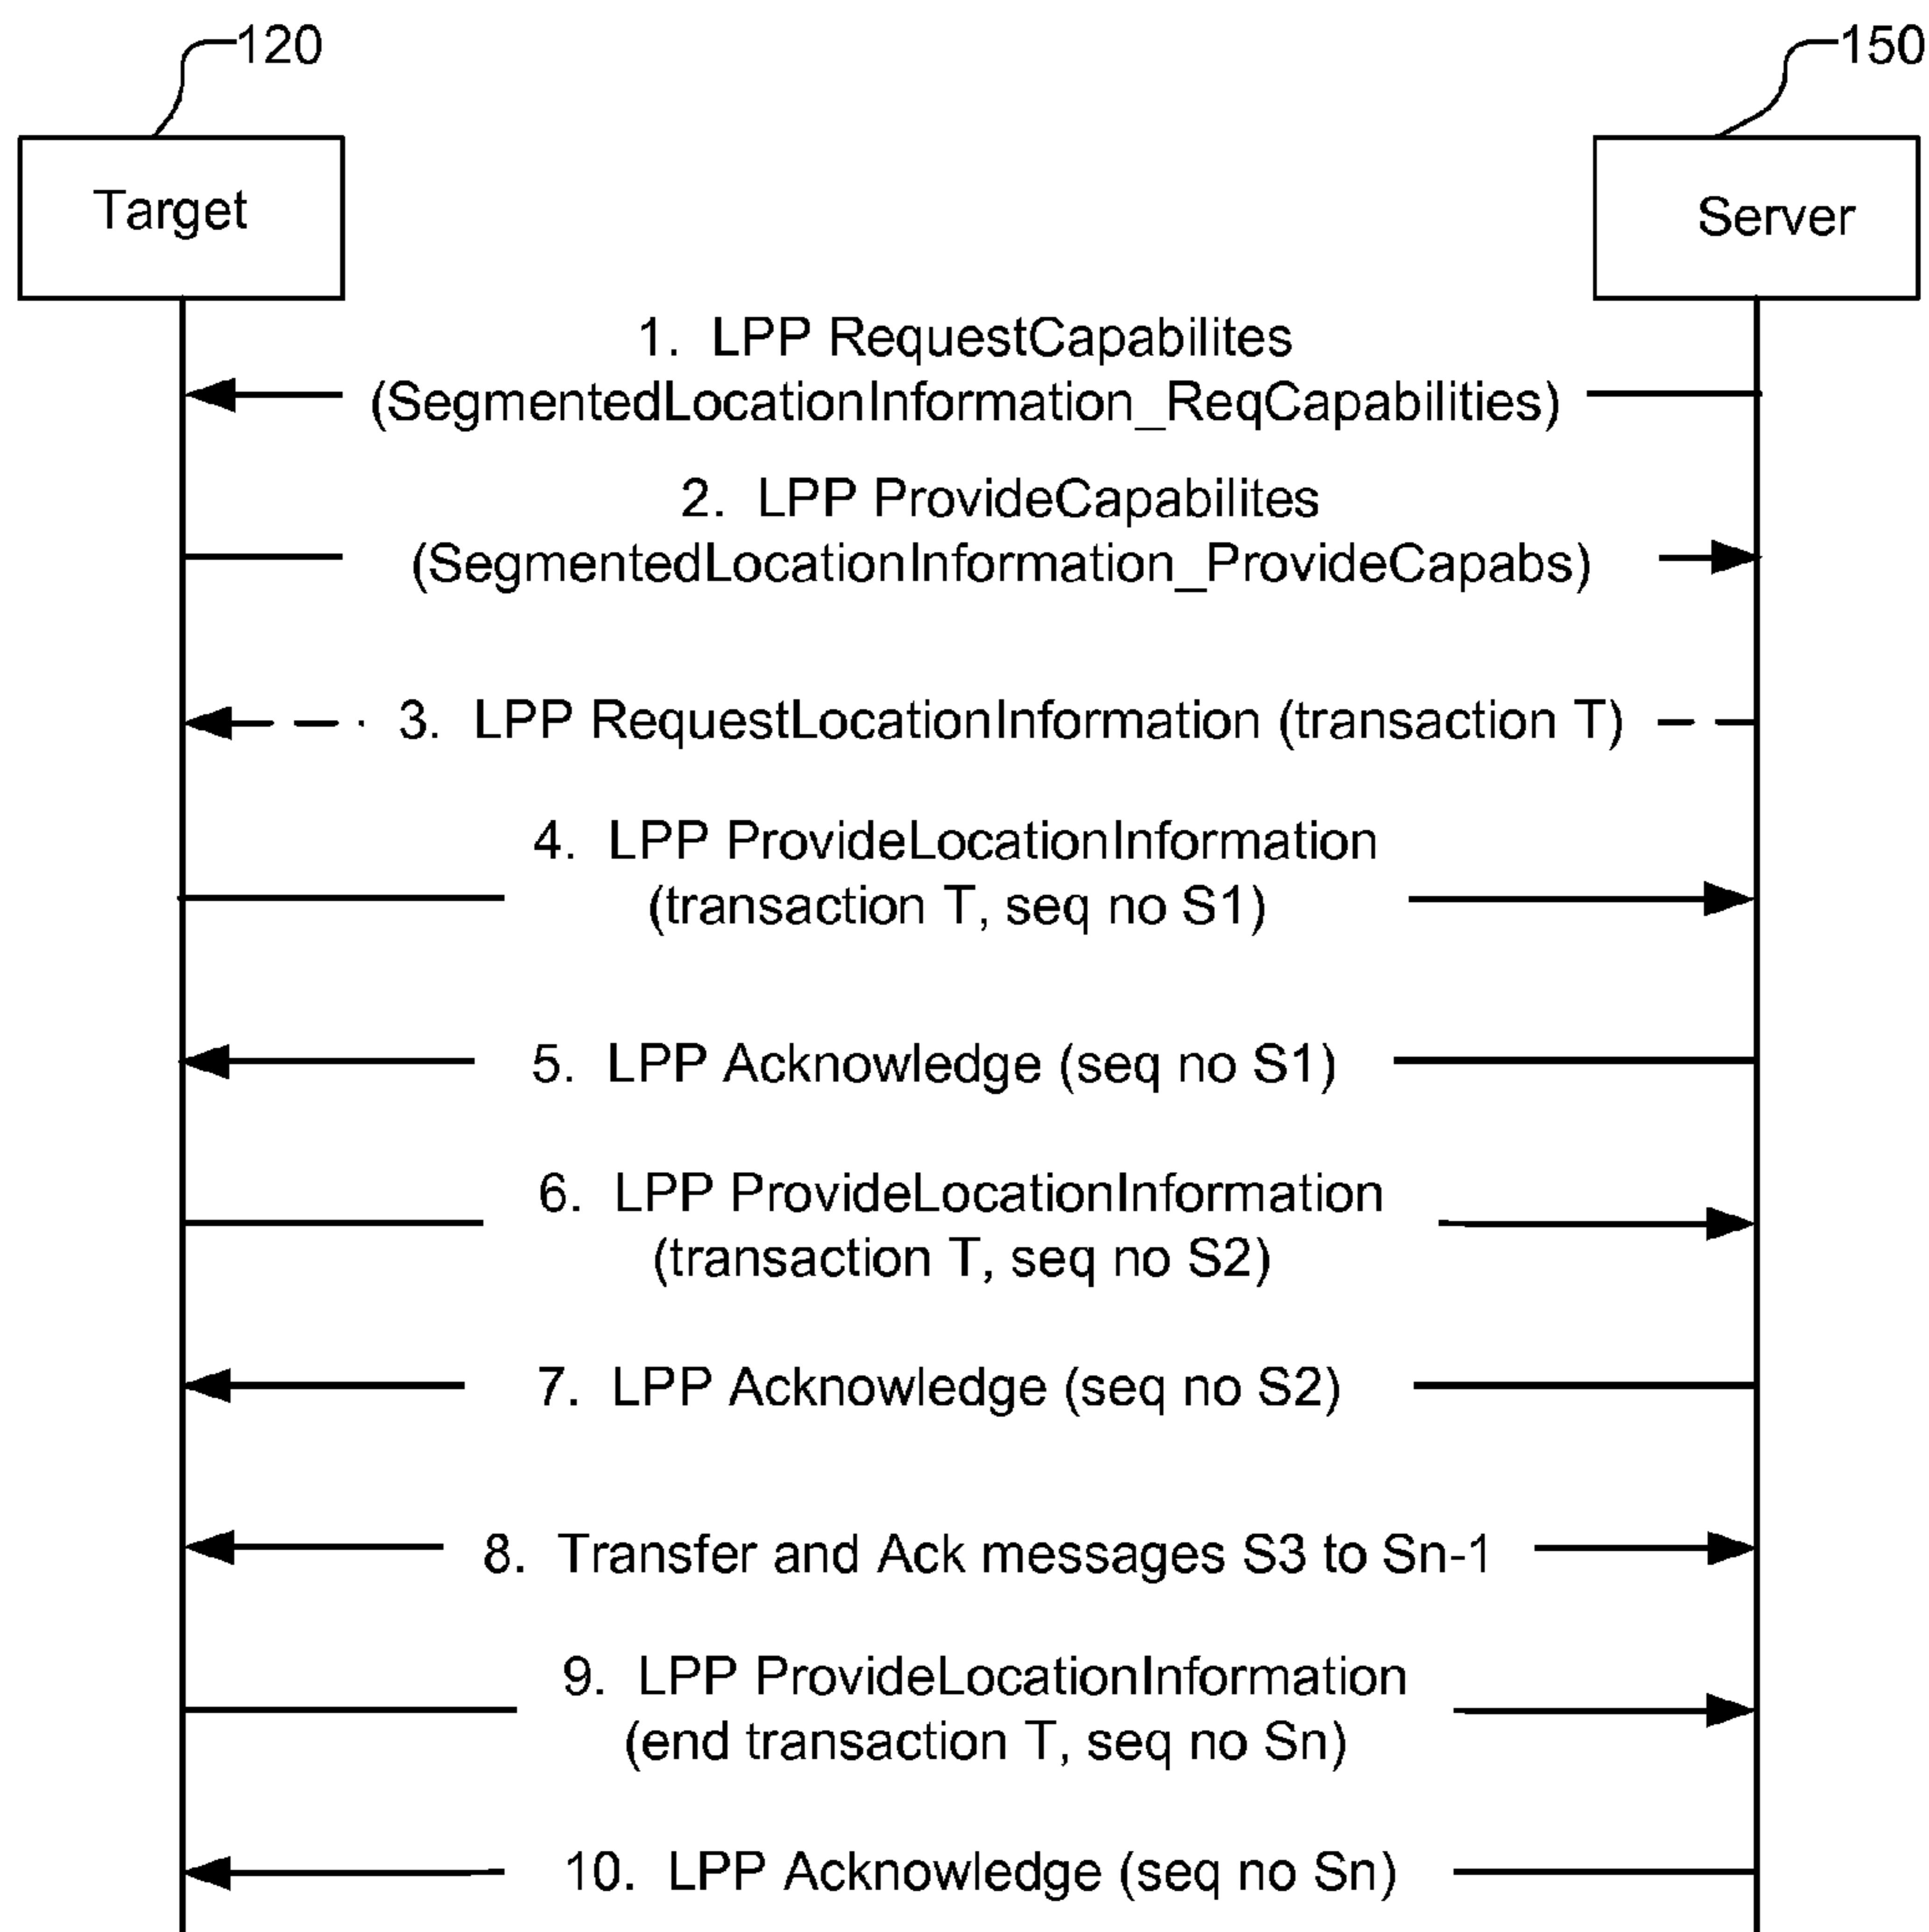 120
150
Target
Server
1. LPP RequestCapabilites
(SegmentedLocationInformation_ReqCapabilities)
2. LPP ProvideCapabilites
(SegmentedLocationInformation_ProvideCapabs)
3. LPP RequestLocationInformation (transaction T)
4. LPP ProvideLocationInformation
(transaction T, seq no S1)
5. LPP Acknowledge (seq no S1)
6. LPP ProvideLocationInformation
(transaction T, seq no S2)
7. LPP Acknowledge (seq no S2)
8. Transfer and Ack messages S3 to Sn-1
9. LPP ProvideLocationInformation
(end transaction T, seq no Sn)
10. LPP Acknowledge (seq no Sn)